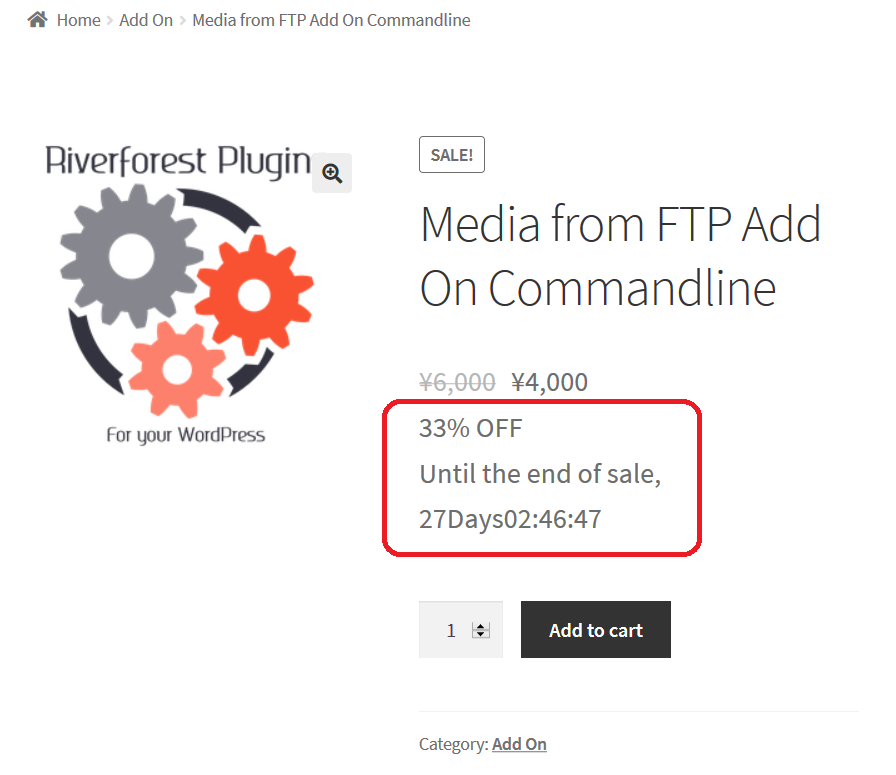 Home > Add On > Media from FTP Add On Commandline
Riverforest Plugin
For your WordPress
SALE!
Media from FTP Add
On Commandline
¥6,000 ¥4,000
33% OFF
Until the end of sale,
27Days02:46:47
1
Add to cart
Category: Add On